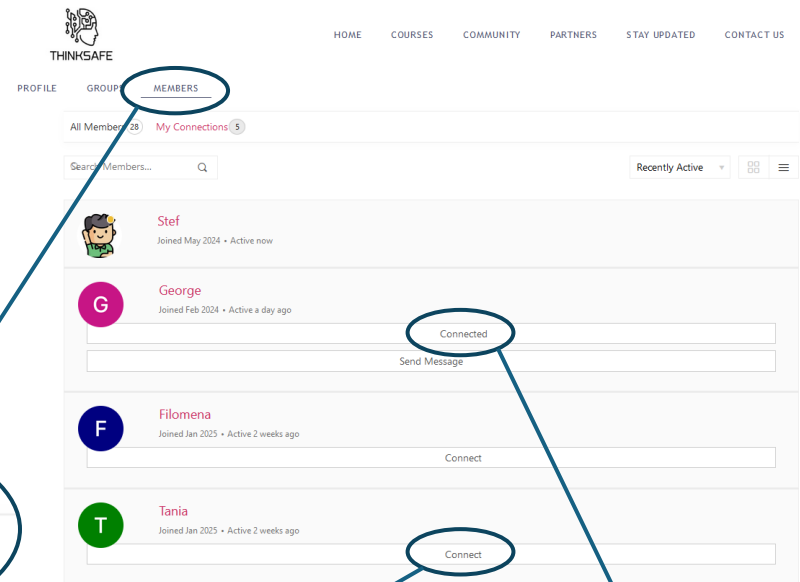 THINKSAFE
HOME COURSES COMMUNITY PARTNERS STAY UPDATED CONTACT US
PROFILE GROUPS MEMBERS
All Members 28 My Connections 5
Search Members...
Recently Active
Stef
Joined May 2024 • Active now
G
George
Joined Feb 2024 • Active a day ago
Connected
Send Message
F
Filomena
Joined Jan 2025 • Active 2 weeks ago
Connect
T
Tania
Joined Jan 2025 • Active 2 weeks ago
Connect